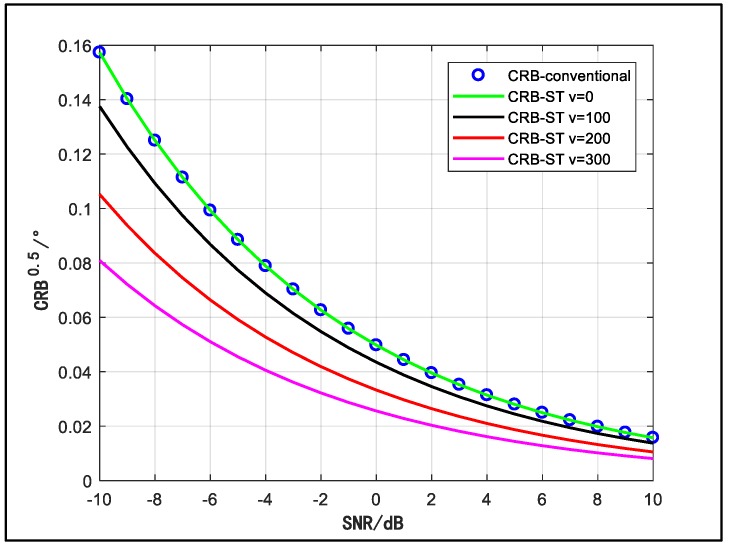 0.16
0.14
0.12
0.1
0.08
0.06
0.04
0.02
0
CRB^0.5/°
CRB-conventional
CRB-ST v=0
CRB-ST v=100
CRB-ST v=200
CRB-ST v=300
-10 -8 -6 -4 -2 0 2 4 6 8 10
SNR/dB